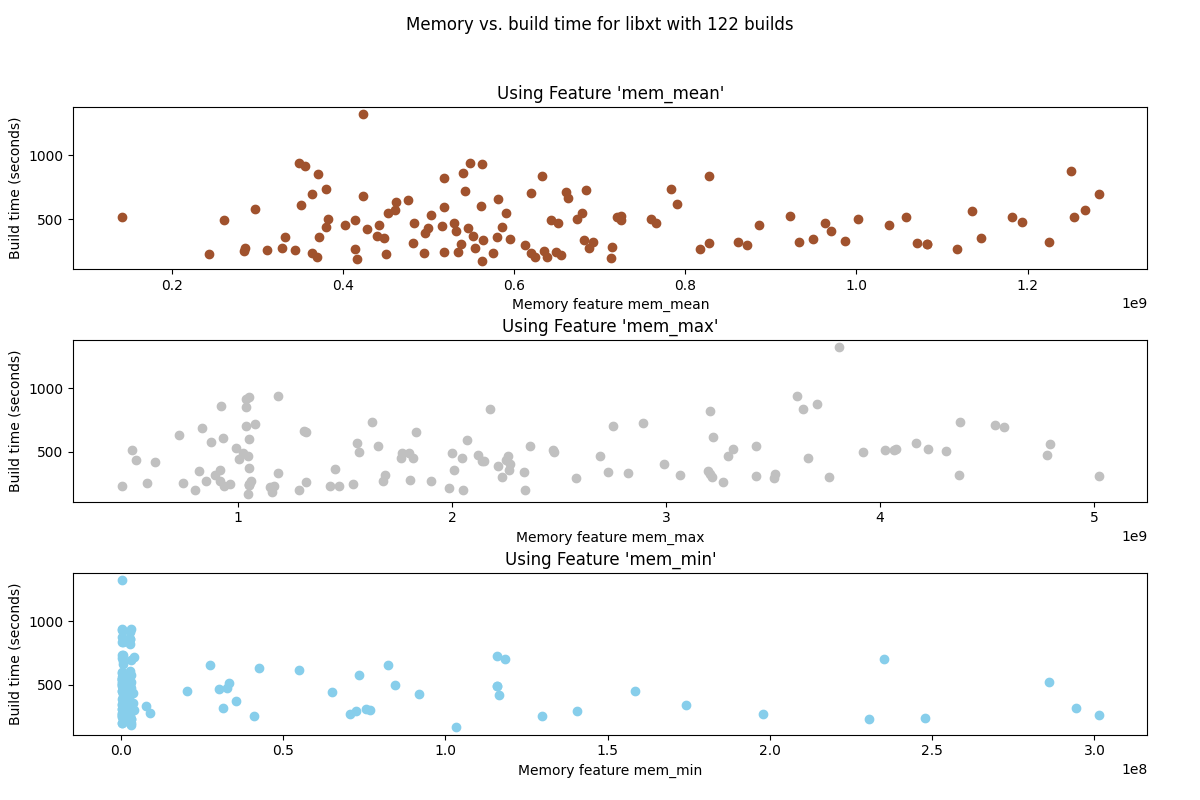 Memory vs. build time for libxt with 122 builds
Using Feature 'mem_mean'
Build time (seconds)
1000
500
0.2 0.4 0.6 0.8 1.0 1.2
1e9
Memory feature mem_mean
Using Feature 'mem_max'
Build time (seconds)
1000
500
1 2 3 4 5
1e9
Memory feature mem_max
Using Feature 'mem_min'
Build time (seconds)
1000
500
0.0 0.5 1.0 1.5 2.0 2.5 3.0
1e8
Memory feature mem_min